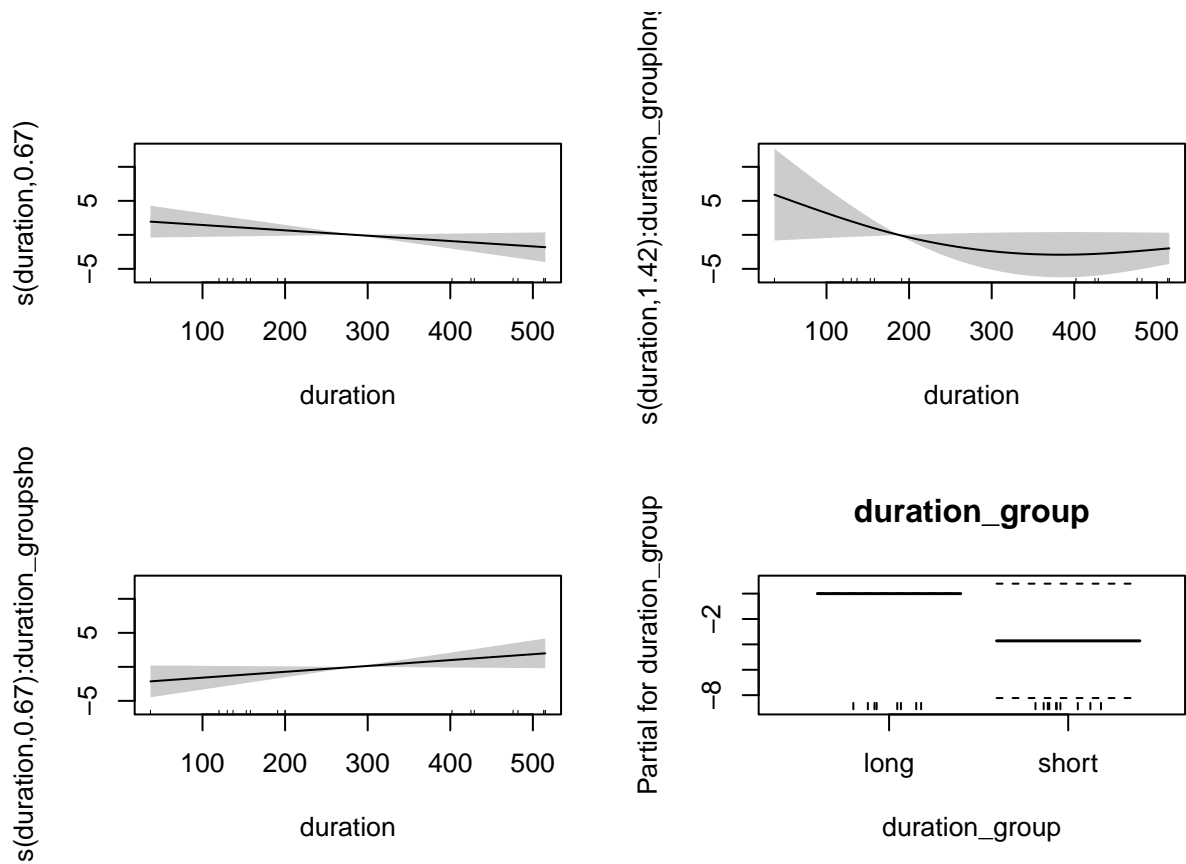 s(duration,0.67)
5
-5
100 200 300 400 500
duration
s(duration,1.42):duration_grouplong
5
-5
100 200 300 400 500
duration
s(duration,0.67):duration_groupsho
5
-5
100 200 300 400 500
duration
duration_group
Partial for duration_group
-2
-8
long short
duration_group